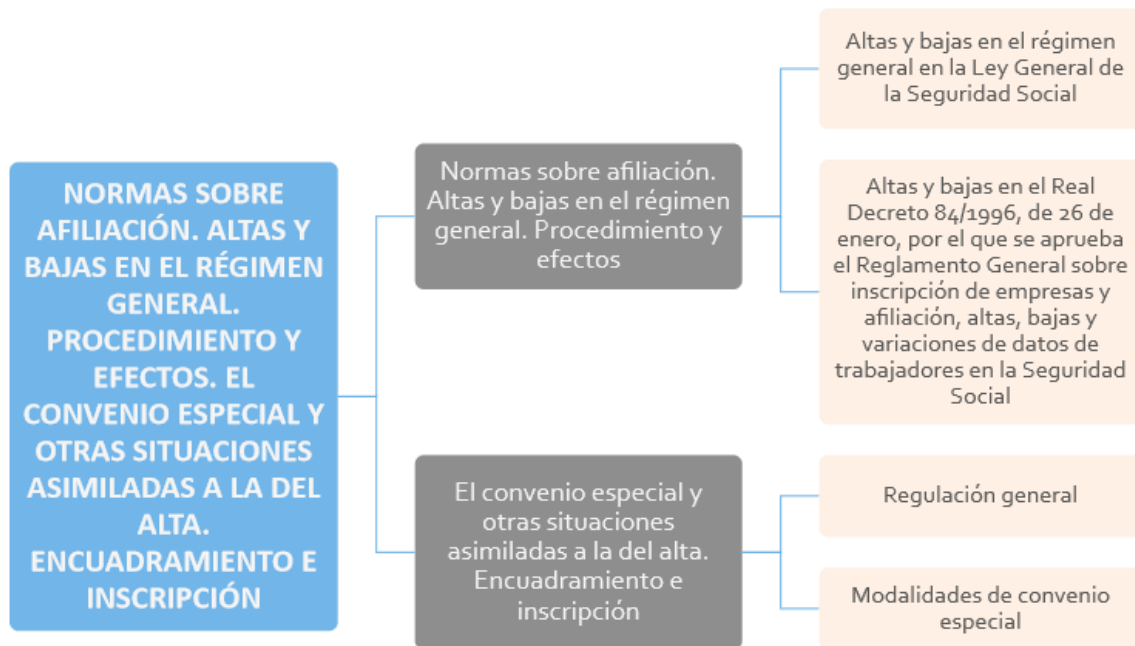 NORMAS SOBRE
AFILIACIÓN. ALTAS Y
BAJAS EN EL RÉGIMEN
GENERAL.
PROCEDIMIENTO Y
EFECTOS. EL
CONVENIO ESPECIAL Y
OTRAS SITUACIONES
ASIMILADAS A LA DEL
ALTA.
ENCUADRAMIENTO E
INSCRIPCIÓN
Normas sobre afiliación.
Altas y bajas en el régimen
general. Procedimiento y
efectos
Altas y bajas en el régimen
general en la Ley General de
la Seguridad Social
Altas y bajas en el Real
Decreto 84/1996, de 26 de
enero, por el que se aprueba
el Reglamento General sobre
inscripción de empresas y
afiliación, altas, bajas y
variaciones de datos de
trabajadores en la Seguridad
Social
El convenio especial y
otras situaciones
asimiladas a la del alta.
Encuadramiento e
inscripción
Regulación general
Modalidades de convenio
especial